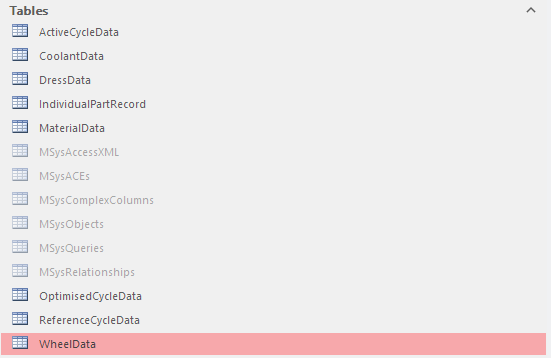 Tables
ActiveCycleData
CoolantData
DressData
IndividualPartRecord
MaterialData
MSysAccessXML
MSysACEs
MSysComplexColumns
MSysObjects
MSysQueries
MSysRelationships
OptimisedCycleData
ReferenceCycleData
WheelData